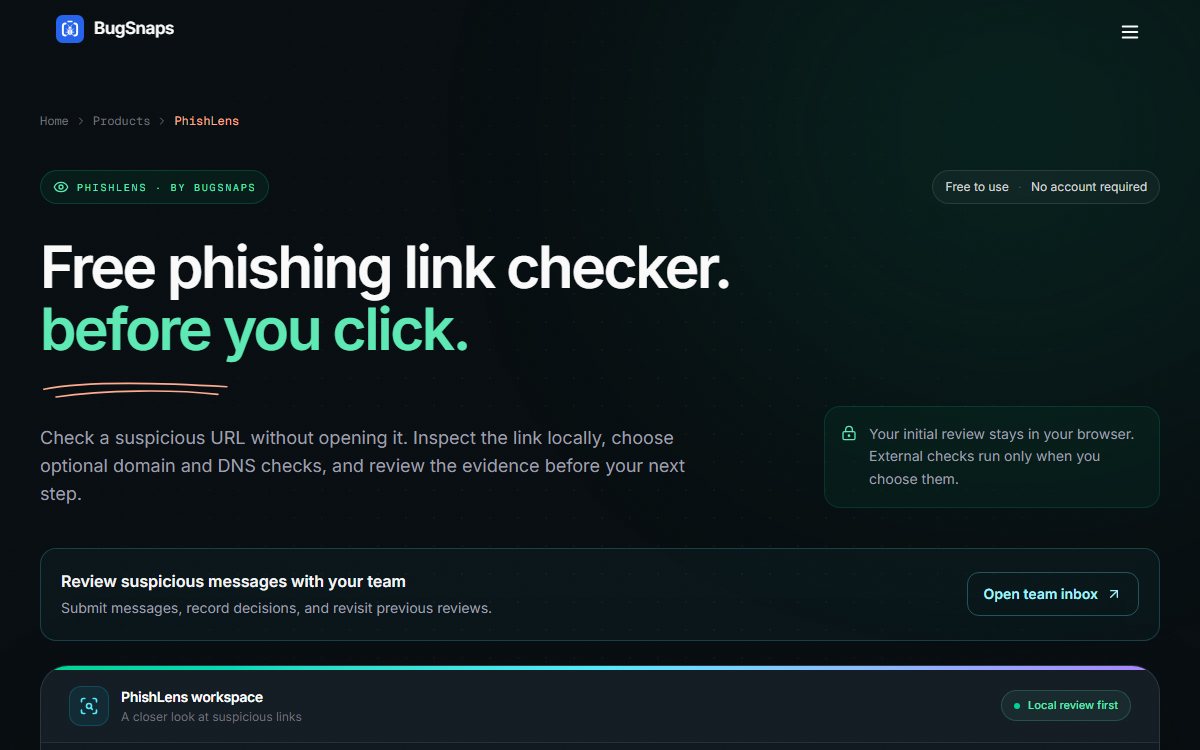 BugSnaps
Home > Products > PhishLens
PHISHLENS · BY BUGSNAPS
Free to use · No account required
Free phishing link checker.
before you click.
Check a suspicious URL without opening it. Inspect the link locally, choose
optional domain and DNS checks, and review the evidence before your next
step.
Your initial review stays in your browser.
External checks run only when you
choose them.
Review suspicious messages with your team
Submit messages, record decisions, and revisit previous reviews.
Open team inbox
PhishLens workspace
A closer look at suspicious links
Local review first